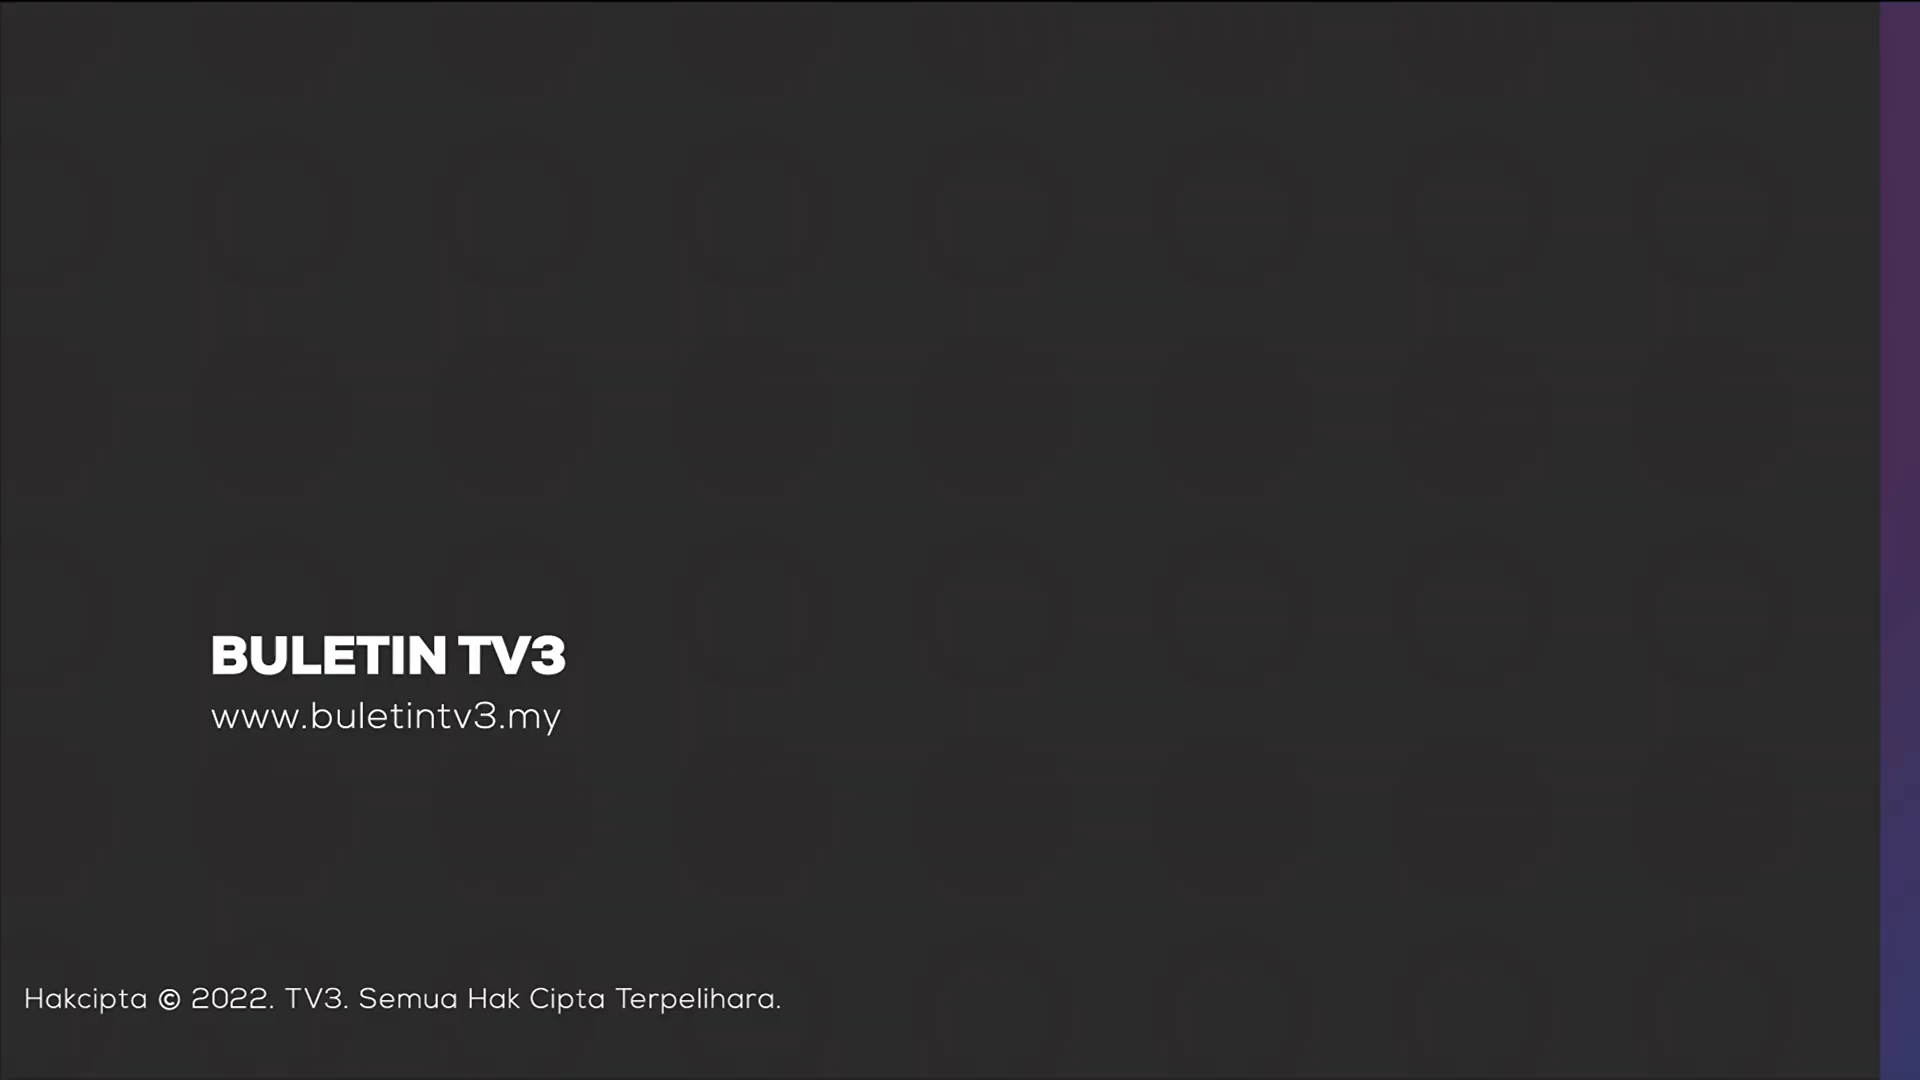 BULETIN TV3
www.buletintv3.my
Hakcipta © 2022. TV3. Semua Hak Cipta Terpelihara.